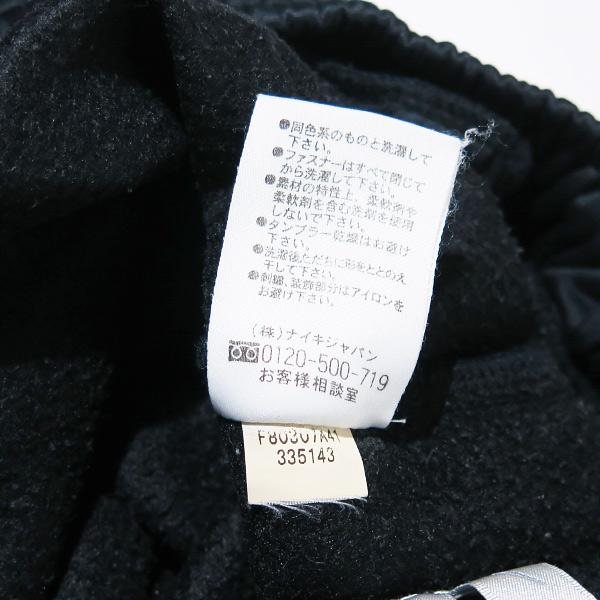 ●同色系のものと洗濯して
下さい。
●ファスナーはすべて閉じて
から洗濯して下さい。
●素材の特性上、柔軟剤や
柔軟剤を含む洗剤を使用
しないで下さい。
●タンブラー乾燥はお避け
下さい。
●洗濯後ただちに形をととのえ
干して下さい。
●刺繍、装飾部分はアイロンを
お避け下さい。
(株)ナイキジャパン
0120-500-719
お客様相談室
F80307AA1
335143